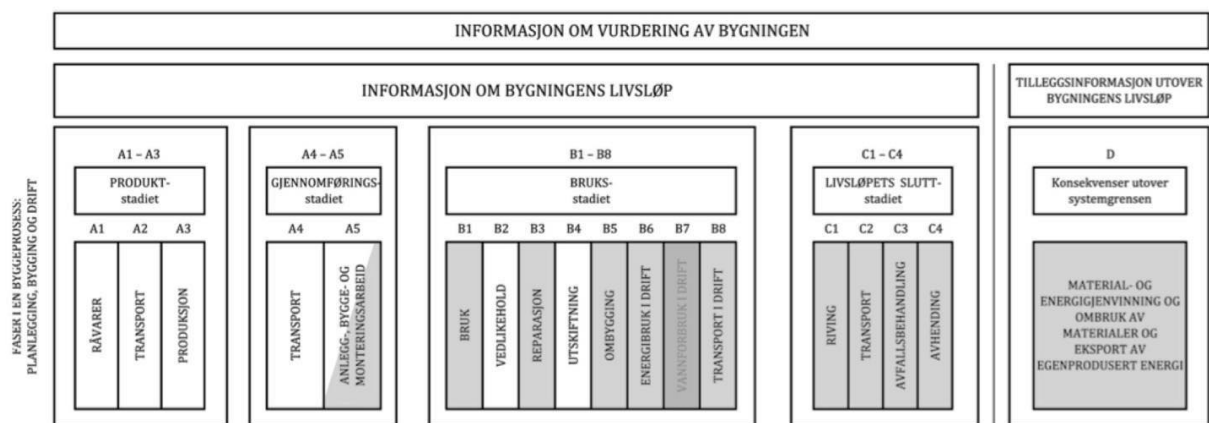 INFORMASJON OM VURDERING AV BYGNINGEN
INFORMASJON OM BYGNINGENS LIVSLØP
TILLEGGSINFORMASJON UTOVER
BYGNINGENS LIVSLØP
FASER I EN BYGGEPROSESS:
PLANLEGGING, BYGGING OG DRIFT
A1 – A3
PRODUKT-
stadiet
A1
A2
A3
RÅVARER
TRANSPORT
PRODUKSJON
A4 – A5
GJENNOMFØRINGS-
stadiet
A4
A5
TRANSPORT
ANLEGG-, BYGGE- OG
MONTERINGSARBEID
B1 – B8
BRUKS-
stadiet
B1
B2
B3
B4
B5
B6
B7
B8
BRUK
VEDLIKEHOLD
REPARASJON
UTSKIFTNING
OMBYGGING
ENERGIBRUK I DRIFT
VANNFORBRUK I DRIFT
TRANSPORT I DRIFT
C1 – C4
LIVSLØPETS SLUTT-
stadiet
C1
C2
C3
C4
RIVING
TRANSPORT
AVFALLSBEHANDLING
AVHENDING
D
Konsekvenser utover
systemgrensen
MATERIAL- OG
ENERGIGJENVINNING OG
OMBRUK AV
MATERIALER OG
EKSPORT AV
EGENPRODUSERT ENERGI